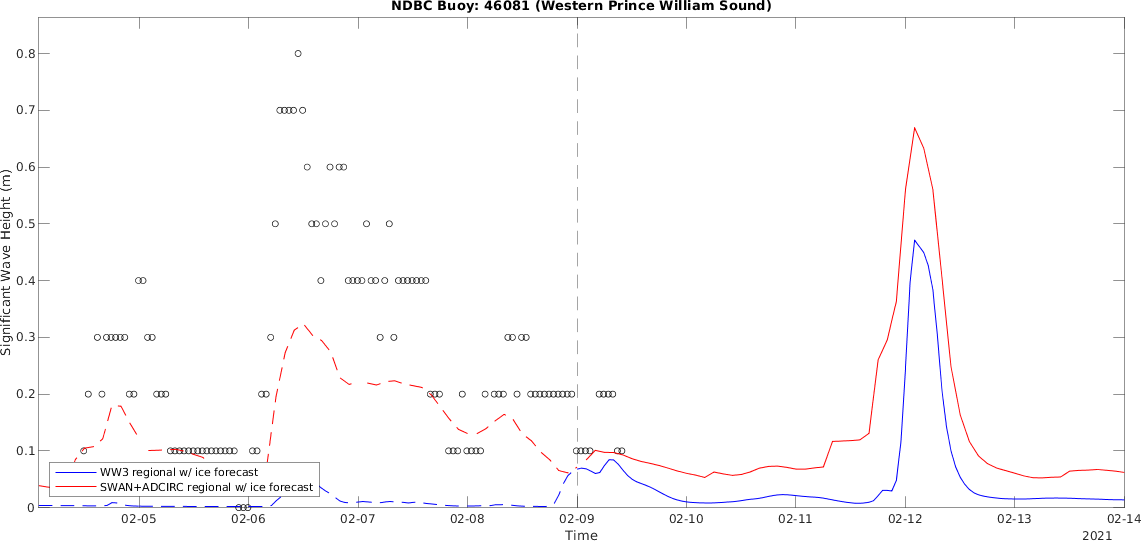 NDBC Buoy: 46081 (Western Prince William Sound)
Significant Wave Height (m)
0.8
0.7
0.6
0.5
0.4
0.3
0.2
0.1
0
WW3 regional w/ ice forecast
SWAN+ADCIRC regional w/ ice forecast
02-05 02-06 02-07 02-08 02-09 02-10 02-11 02-12 02-13 02-14
Time
2021